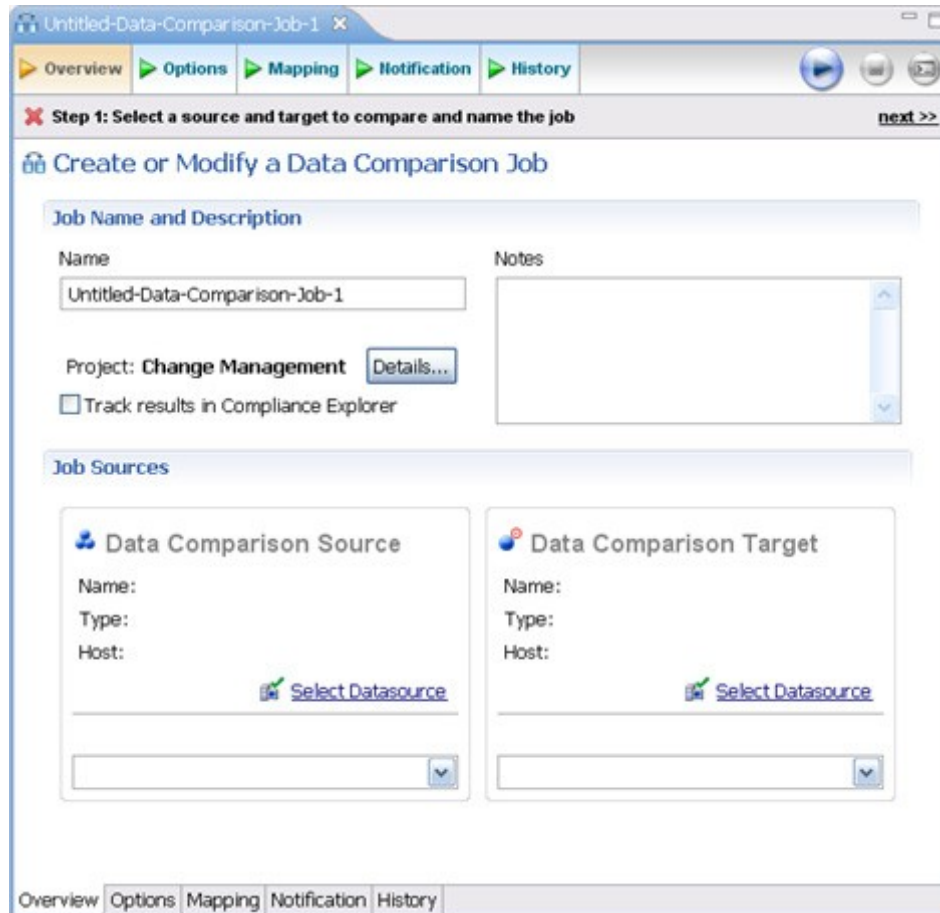 Untitled-Data-Comparison-Job-1
Overview Options Mapping Notification History
Step 1: Select a source and target to compare and name the job next >>
Create or Modify a Data Comparison Job
Job Name and Description
Name Notes
Untitled-Data-Comparison-Job-1
Project: Change Management Details...
Track results in Compliance Explorer
Job Sources
Data Comparison Source Data Comparison Target
Name: Name:
Type: Type:
Host: Host:
Select Datasource Select Datasource
Overview Options Mapping Notification History